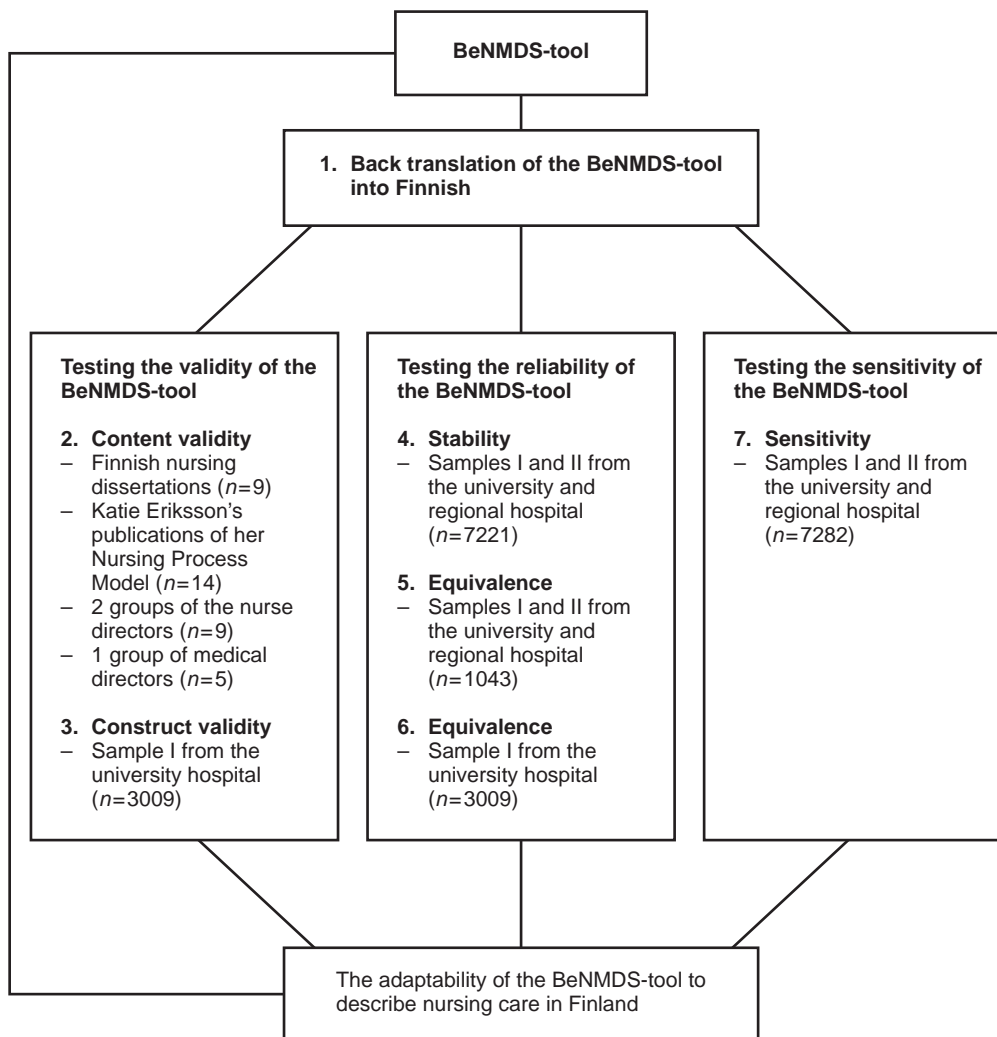 BeNMDS-tool
1. Back translation of the BeNMDS-tool
into Finnish
Testing the validity of the
BeNMDS-tool
2. Content validity
– Finnish nursing
dissertations (n=9)
– Katie Eriksson's
publications of her
Nursing Process
Model (n=14)
– 2 groups of the nurse
directors (n=9)
– 1 group of medical
directors (n=5)
3. Construct validity
– Sample I from the
university hospital
(n=3009)
Testing the reliability of
the BeNMDS-tool
4. Stability
– Samples I and II from
the university and
regional hospital
(n=7221)
5. Equivalence
– Samples I and II from
the university and
regional hospital
(n=1043)
6. Equivalence
– Sample I from the
university hospital
(n=3009)
Testing the sensitivity of
the BeNMDS-tool
7. Sensitivity
– Samples I and II from
the university and
regional hospital
(n=7282)
The adaptability of the BeNMDS-tool to
describe nursing care in Finland